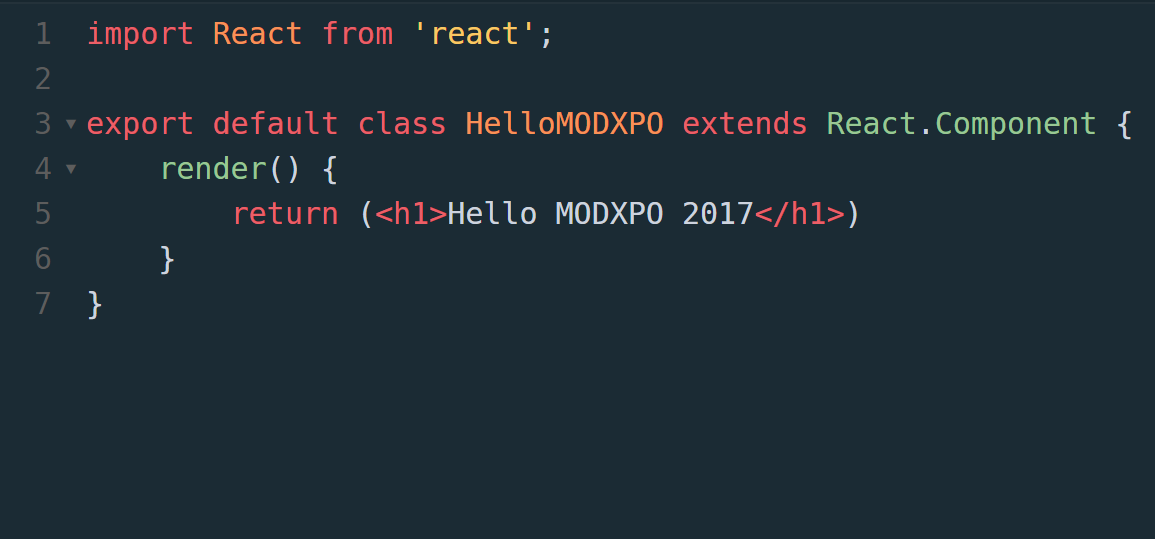 1 import React from 'react';
2
3 export default class HelloMODXPO extends React.Component {
4     render() {
5         return (<h1>Hello MODXPO 2017</h1>)
6     }
7 }